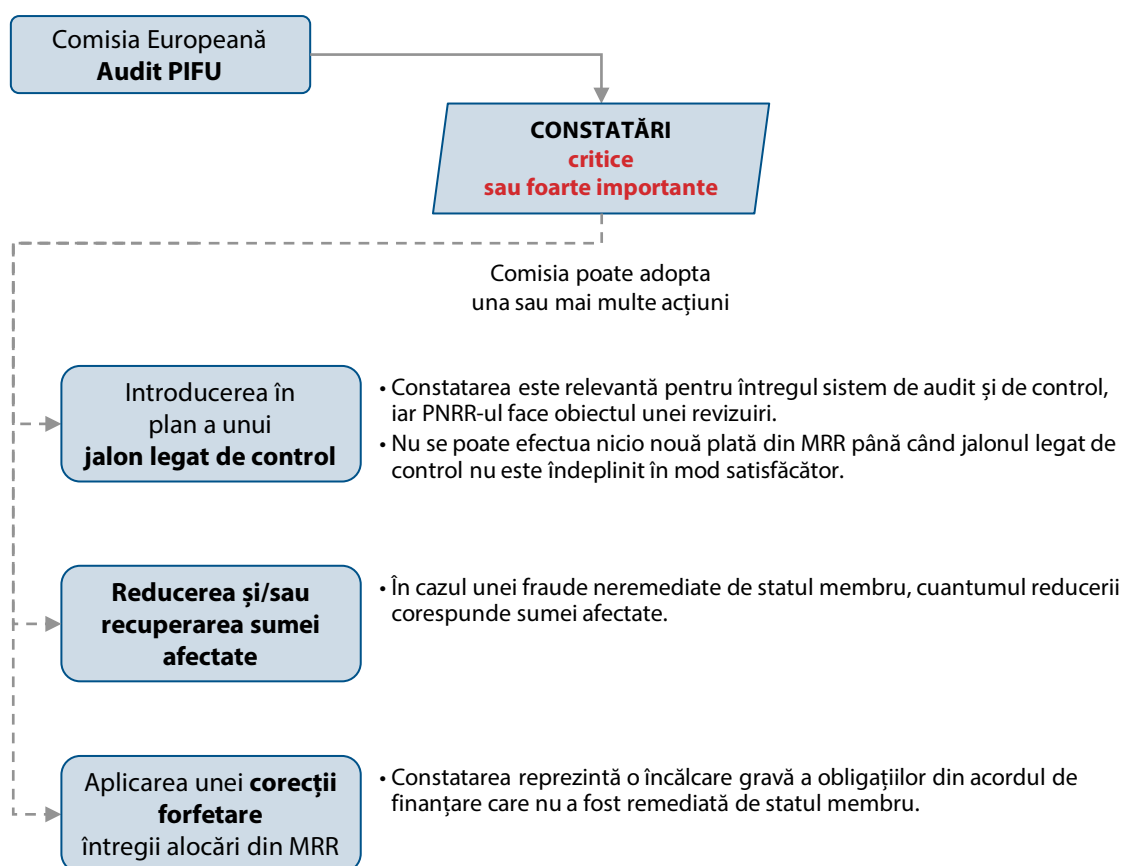 Comisia Europeană
Audit PIFU
CONSTATĂRI
critice
sau foarte importante
Comisia poate adopta
una sau mai multe acțiuni
Introducerea în
plan a unui
jalon legat de control
• Constatarea este relevantă pentru întregul sistem de audit și de control,
iar PNRR-ul face obiectul unei revizuiri.
• Nu se poate efectua nicio nouă plată din MRR până când jalonul legat de
control nu este îndeplinit în mod satisfăcător.
Reducerea și/sau
recuperarea sumei
afectate
• În cazul unei fraude neremediate de statul membru, cuantumul reducerii
corespunde sumei afectate.
Aplicarea unei corecții
forfetare
întregii alocări din MRR
• Constatarea reprezintă o încălcare gravă a obligațiilor din acordul de
finanțare care nu a fost remediată de statul membru.